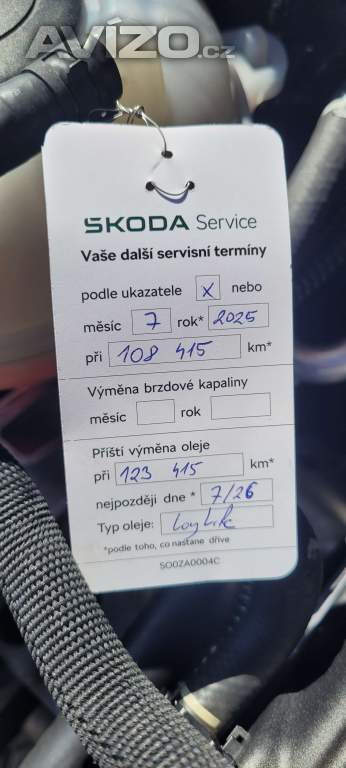 AVÍZO.cz
ŠKODA Service
Vaše další servisní termíny
podle ukazatele x nebo
měsíc 7 rok* 2025
při 108 415 km*
Výměna brzdové kapaliny
měsíc rok
Příští výměna oleje
při 123 415 km*
nejpozději dne * 7/26
Typ oleje: Longlife
*podle toho, co nastane dříve
SO0ZA0004C